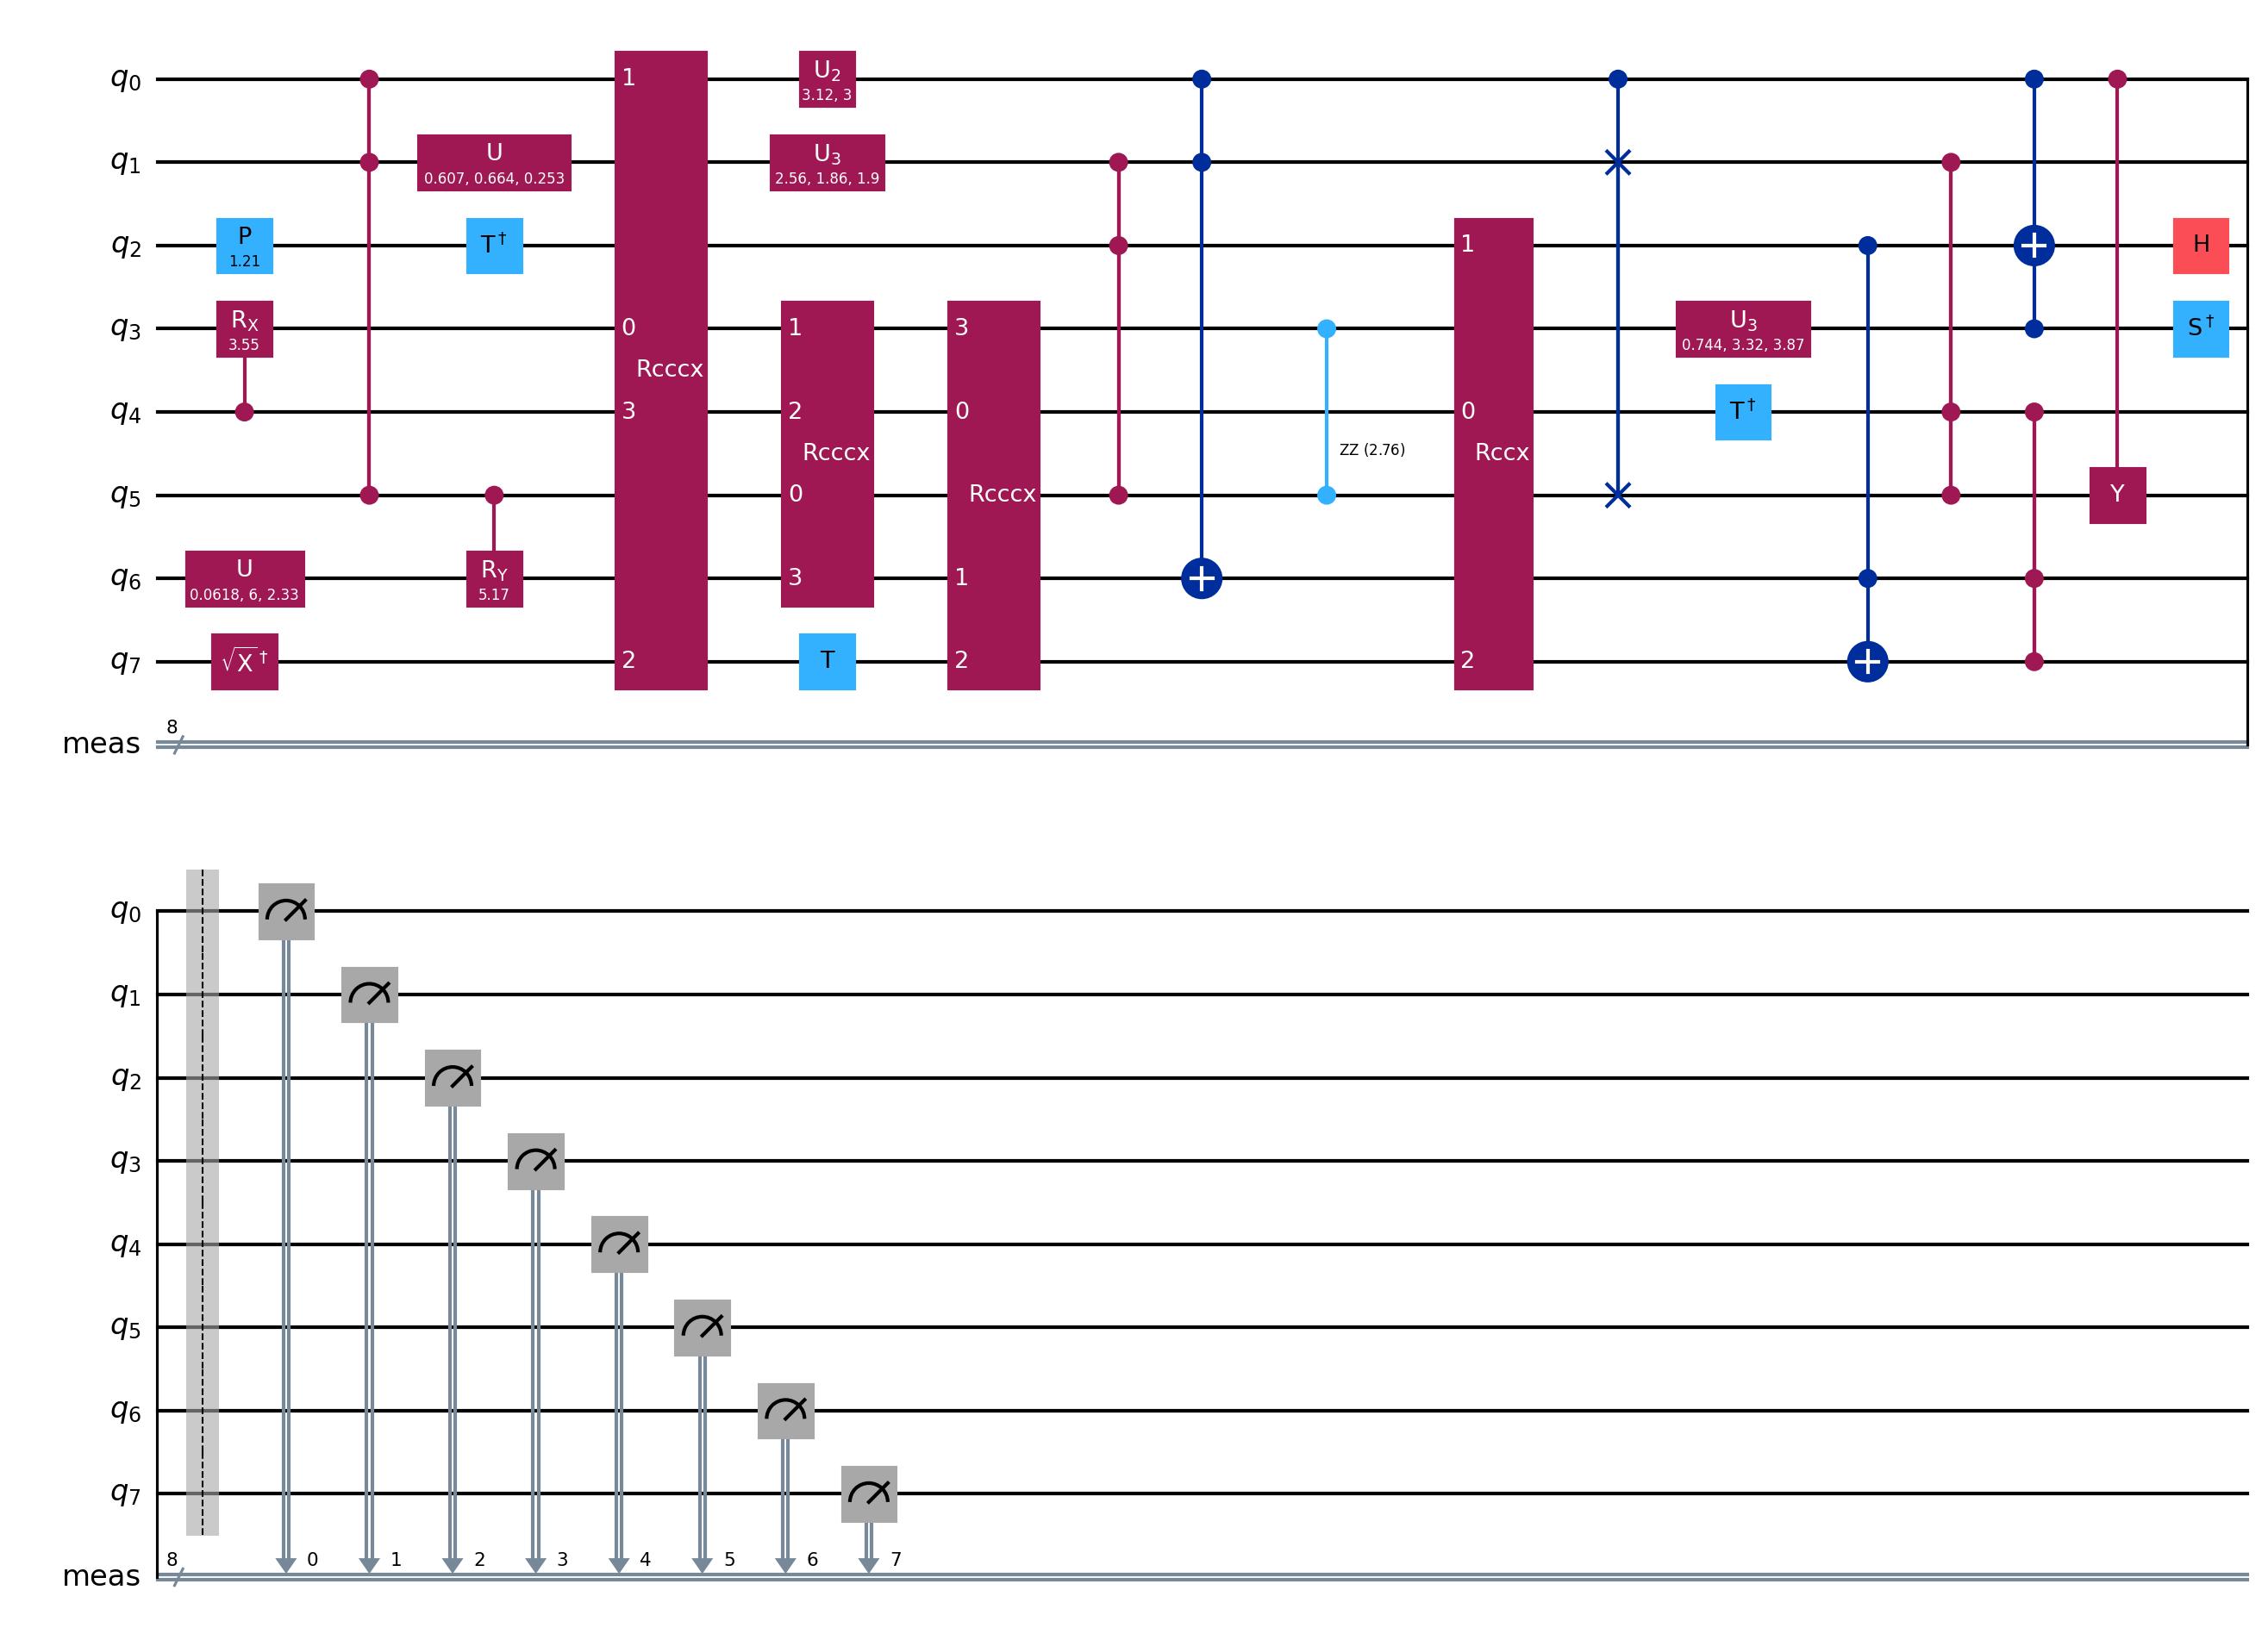 q0 1 U2 3.12, 3
q1 U 0.607, 0.664, 0.253 U3 2.56, 1.86, 1.9
q2 P 1.21 T† 1 H
q3 RX 3.55 0 1 3 U3 0.744, 3.32, 3.87 S†
Rcccx
q4 3 2 0 ZZ (2.76) 0 T†
Rcccx Rccx
q5 0 Rcccx Y
q6 U 0.0618, 6, 2.33 RY 5.17 3 1
q7 √X† 2 T 2 2
meas 8
q0
q1
q2
q3
q4
q5
q6
q7
meas 8 0 1 2 3 4 5 6 7